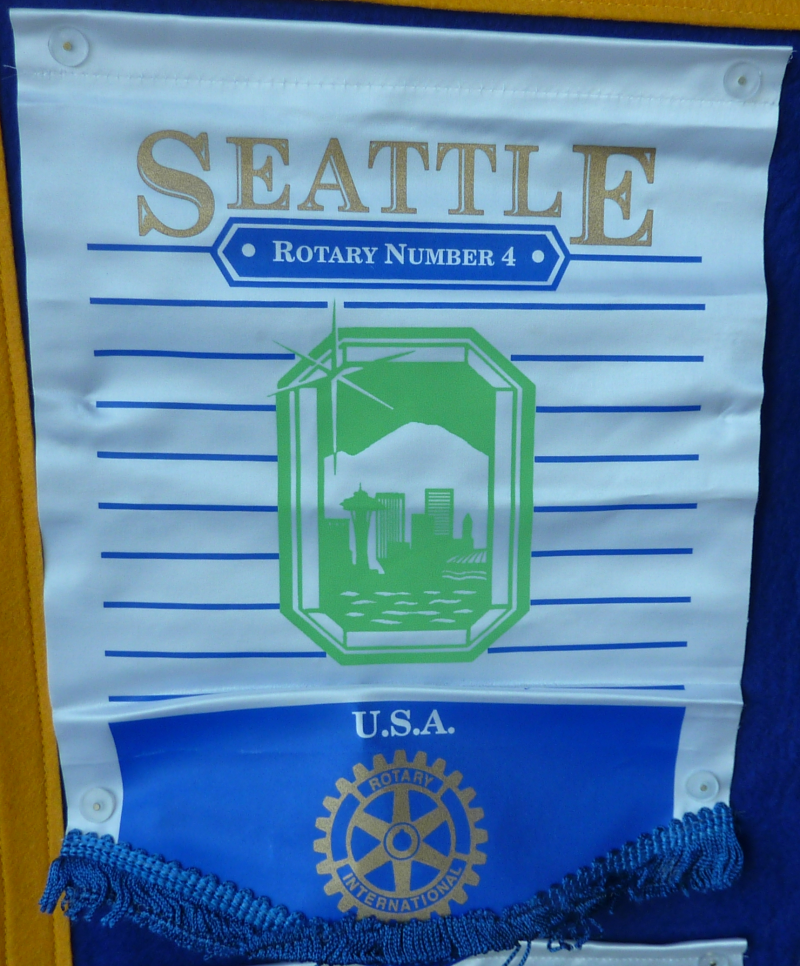 SEATTLE
ROTARY NUMBER 4
U.S.A.
ROTARY
INTERNATIONAL